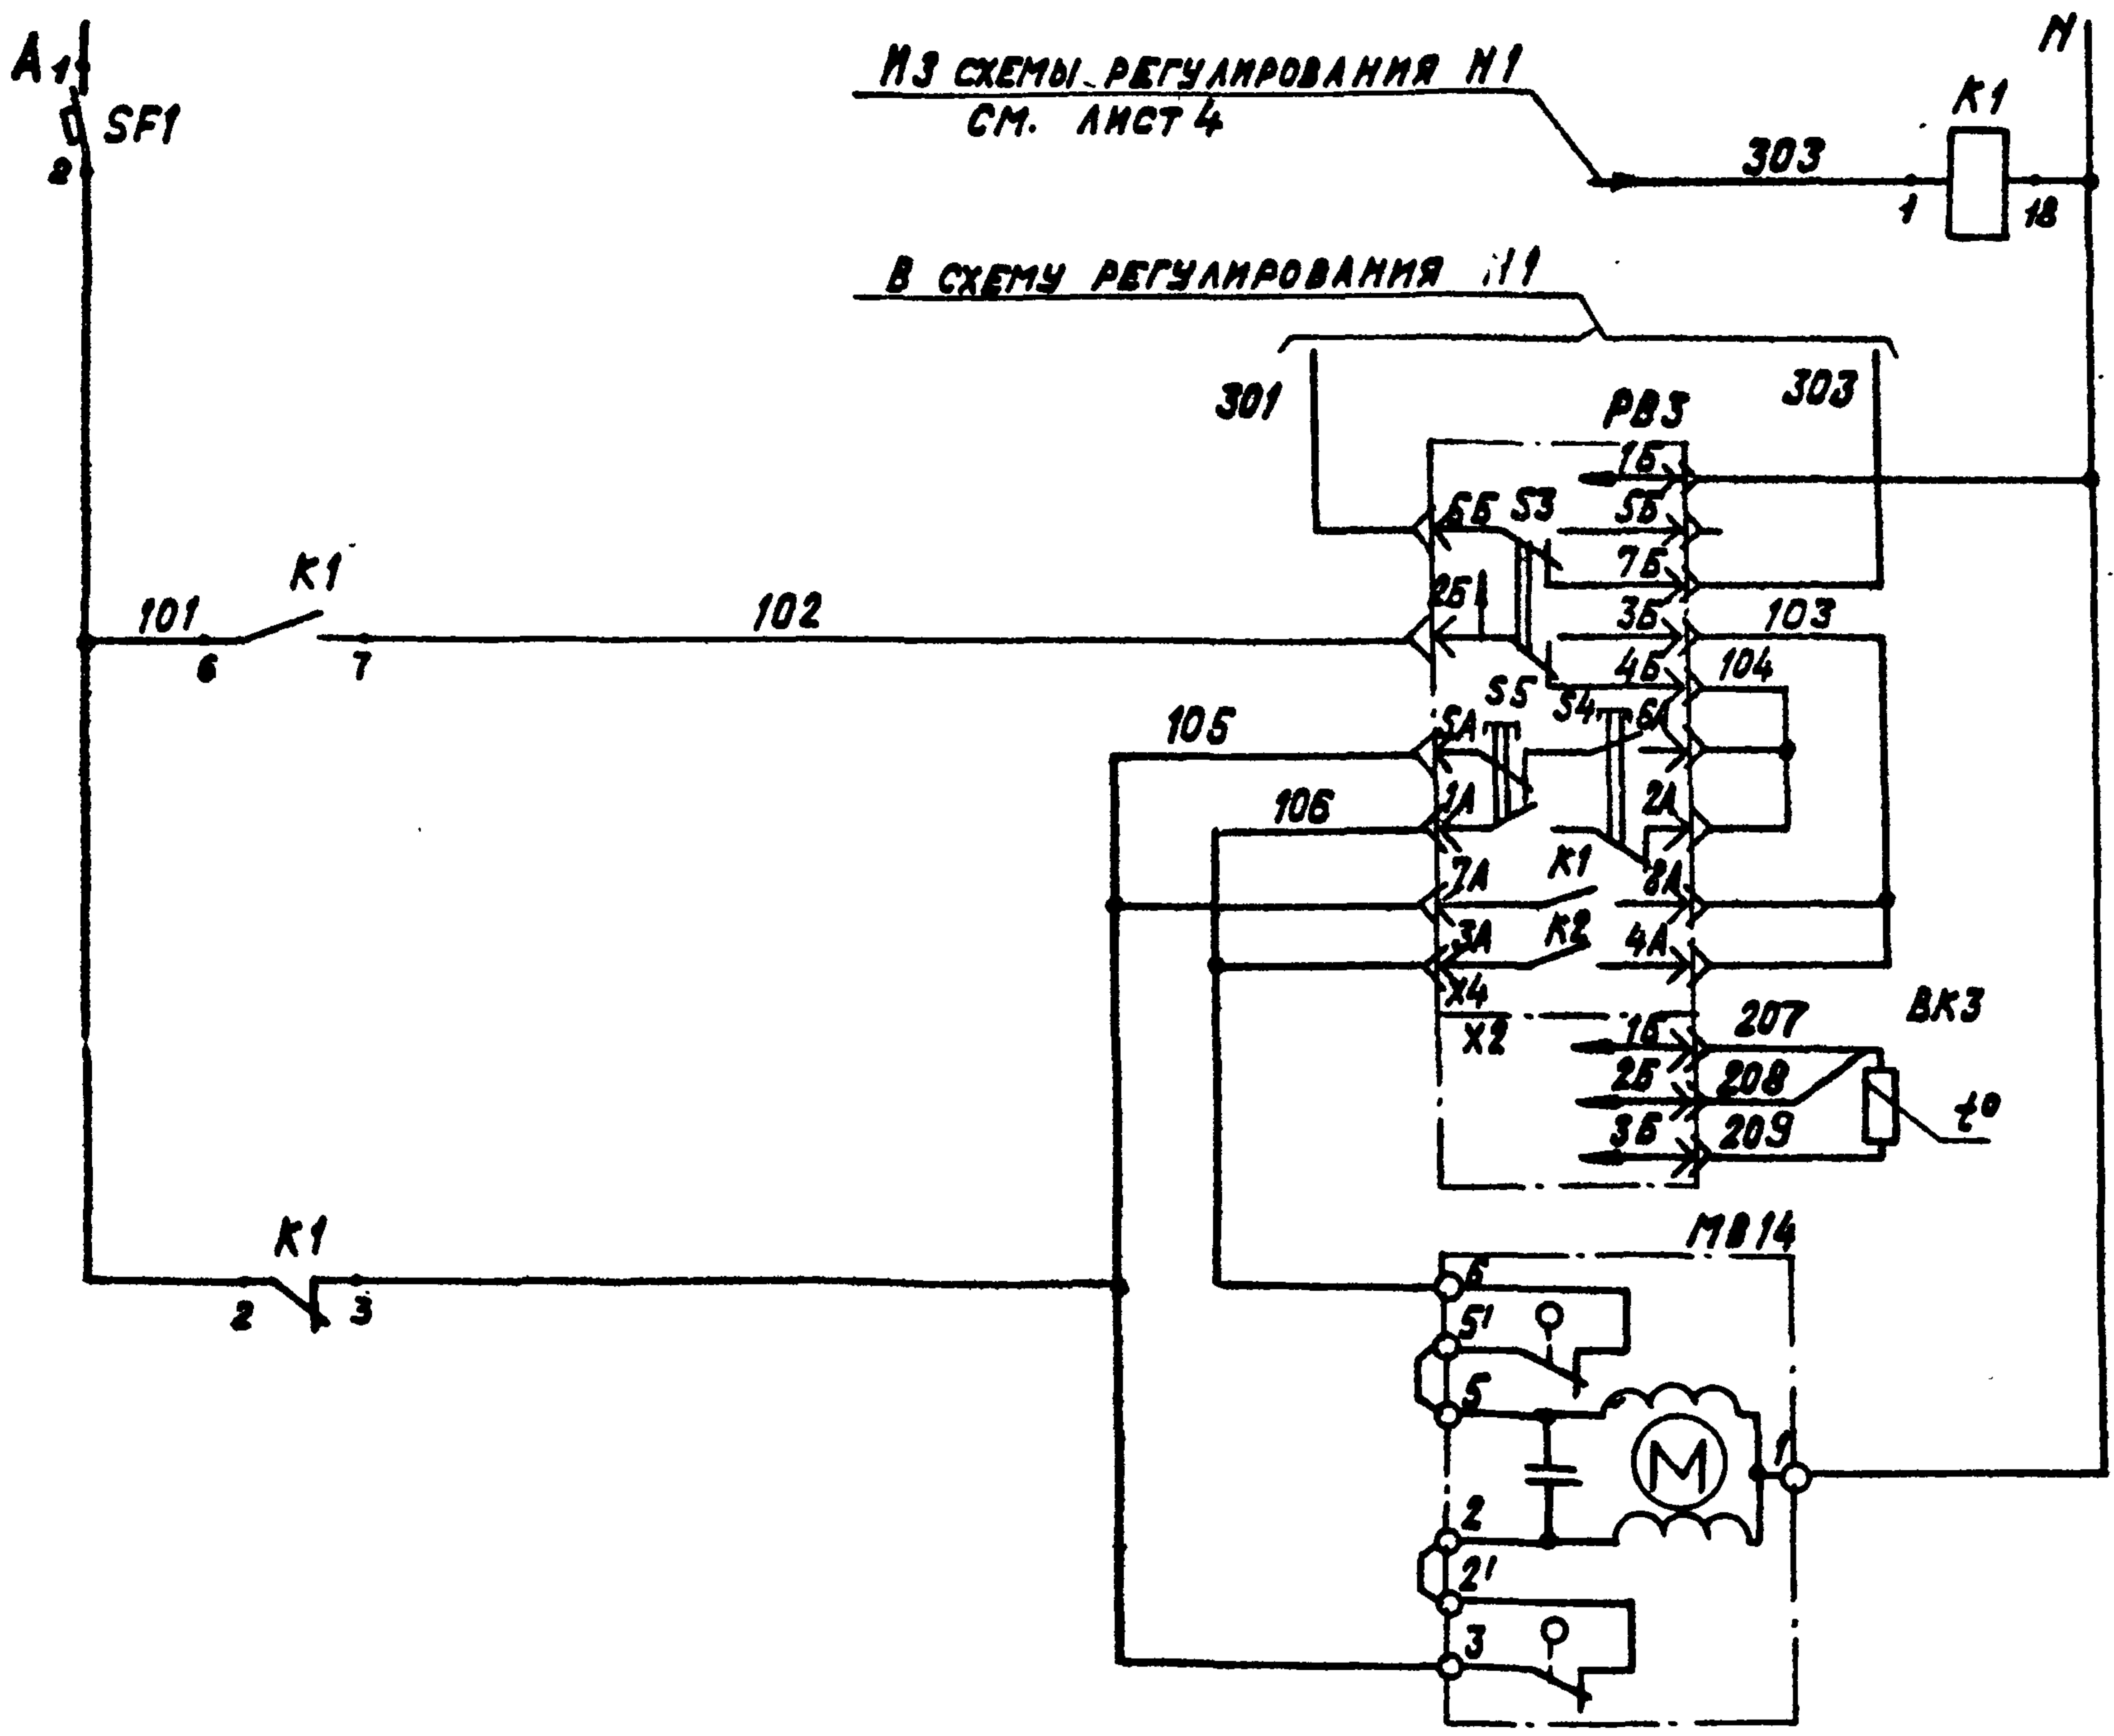 A
1
SF1
2
ИЗ СХЕМЫ РЕГУЛИРОВАНИЯ П1
СМ. ЛИСТ 4
N
K1
303
1
18
В СХЕМУ РЕГУЛИРОВАНИЯ П1
301
303
РВ3
1Б
6Б
S3
5Б
7Б
K1
101
6
7
102
2Б
3Б
103
4Б
104
105
5А
S5
S4
6А
106
1А
2А
7А
K1
8А
3А
K2
4А
X4
X2
1Б
207
ВК3
2Б
208
t°
3Б
209
K1
2
3
МВ14
6
5'
5
M
1
2
2'
3